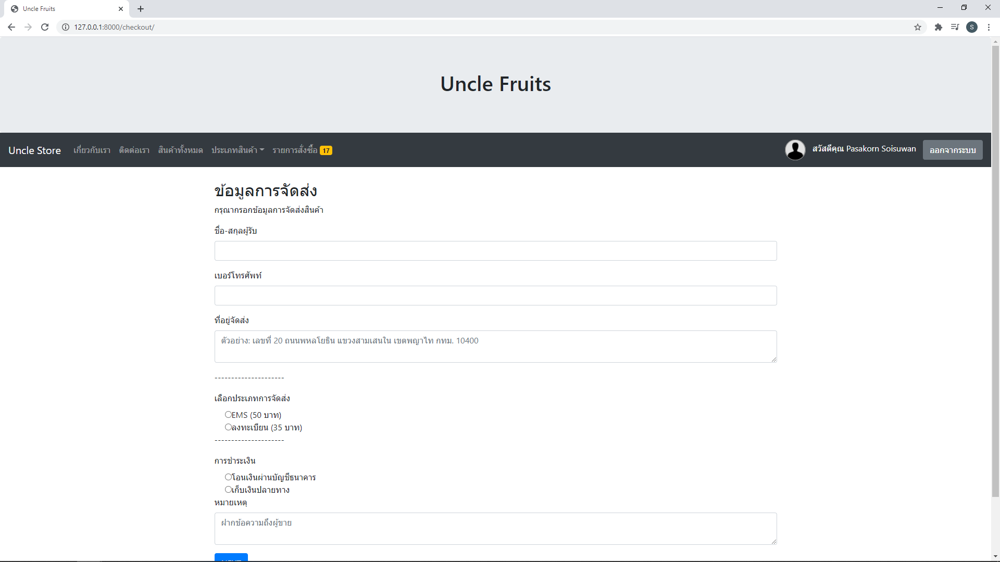 Uncle Fruits
127.0.0.1:8000/checkout/
S
Uncle Fruits
Uncle Store เกี่ยวกับเรา ติดต่อเรา สินค้าทั้งหมด ประเภทสินค้า รายการสั่งซื้อ 17 สวัสดีคุณ Pasakorn Soisuwan ออกจากระบบ
ข้อมูลการจัดส่ง
กรุณากรอกข้อมูลการจัดส่งสินค้า
ชื่อ-สกุลผู้รับ
เบอร์โทรศัพท์
ที่อยู่จัดส่ง
ตัวอย่าง: เลขที่ 20 ถนนพหลโยธิน แขวงสามเสนใน เขตพญาไท กทม. 10400
---------------------
เลือกประเภทการจัดส่ง
EMS (50 บาท)
ลงทะเบียน (35 บาท)
---------------------
การชำระเงิน
โอนเงินผ่านบัญชีธนาคาร
เก็บเงินปลายทาง
หมายเหตุ
ฝากข้อความถึงผู้ขาย